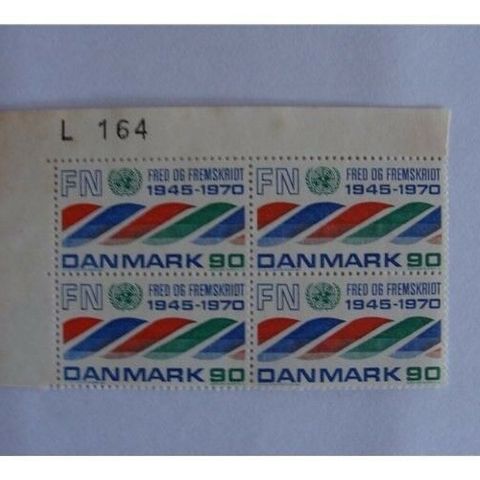 L 164
FN FRED OG FREMSKRIDT
1945-1970
DANMARK 90
FN FRED OG FREMSKRIDT
1945-1970
DANMARK 90
FN FRED OG FREMSKRIDT
1945-1970
DANMARK 90
FN FRED OG FREMSKRIDT
1945-1970
DANMARK 90